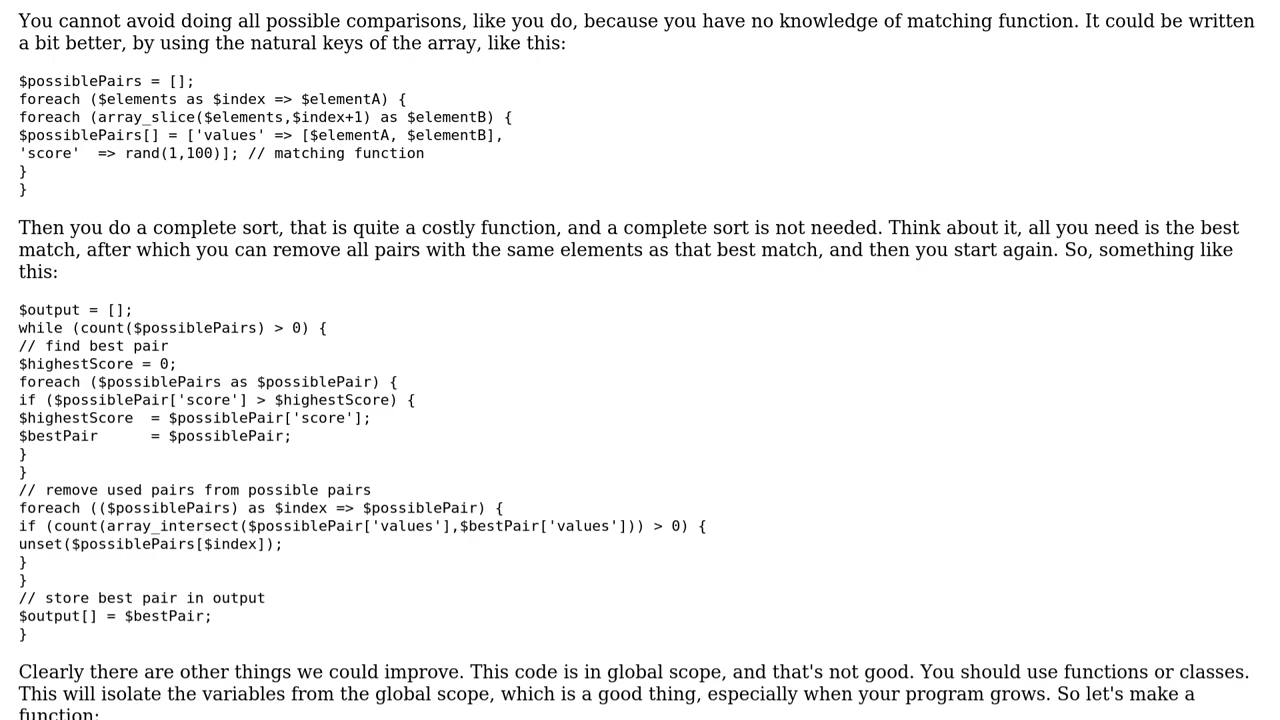 You cannot avoid doing all possible comparisons, like you do, because you have no knowledge of matching function. It could be written
a bit better, by using the natural keys of the array, like this:
$possiblePairs = [];
foreach ($elements as $index => $elementA) {
foreach (array_slice($elements,$index+1) as $elementB) {
$possiblePairs[] = ['values' => [$elementA, $elementB],
'score'  => rand(1,100)]; // matching function
}
}
Then you do a complete sort, that is quite a costly function, and a complete sort is not needed. Think about it, all you need is the best
match, after which you can remove all pairs with the same elements as that best match, and then you start again. So, something like
this:
$output = [];
while (count($possiblePairs) > 0) {
// find best pair
$highestScore = 0;
foreach ($possiblePairs as $possiblePair) {
if ($possiblePair['score'] > $highestScore) {
$highestScore  = $possiblePair['score'];
$bestPair      = $possiblePair;
}
}
// remove used pairs from possible pairs
foreach (($possiblePairs) as $index => $possiblePair) {
if (count(array_intersect($possiblePair['values'],$bestPair['values'])) > 0) {
unset($possiblePairs[$index]);
}
}
// store best pair in output
$output[] = $bestPair;
}
Clearly there are other things we could improve. This code is in global scope, and that's not good. You should use functions or classes.
This will isolate the variables from the global scope, which is a good thing, especially when your program grows. So let's make a
function: